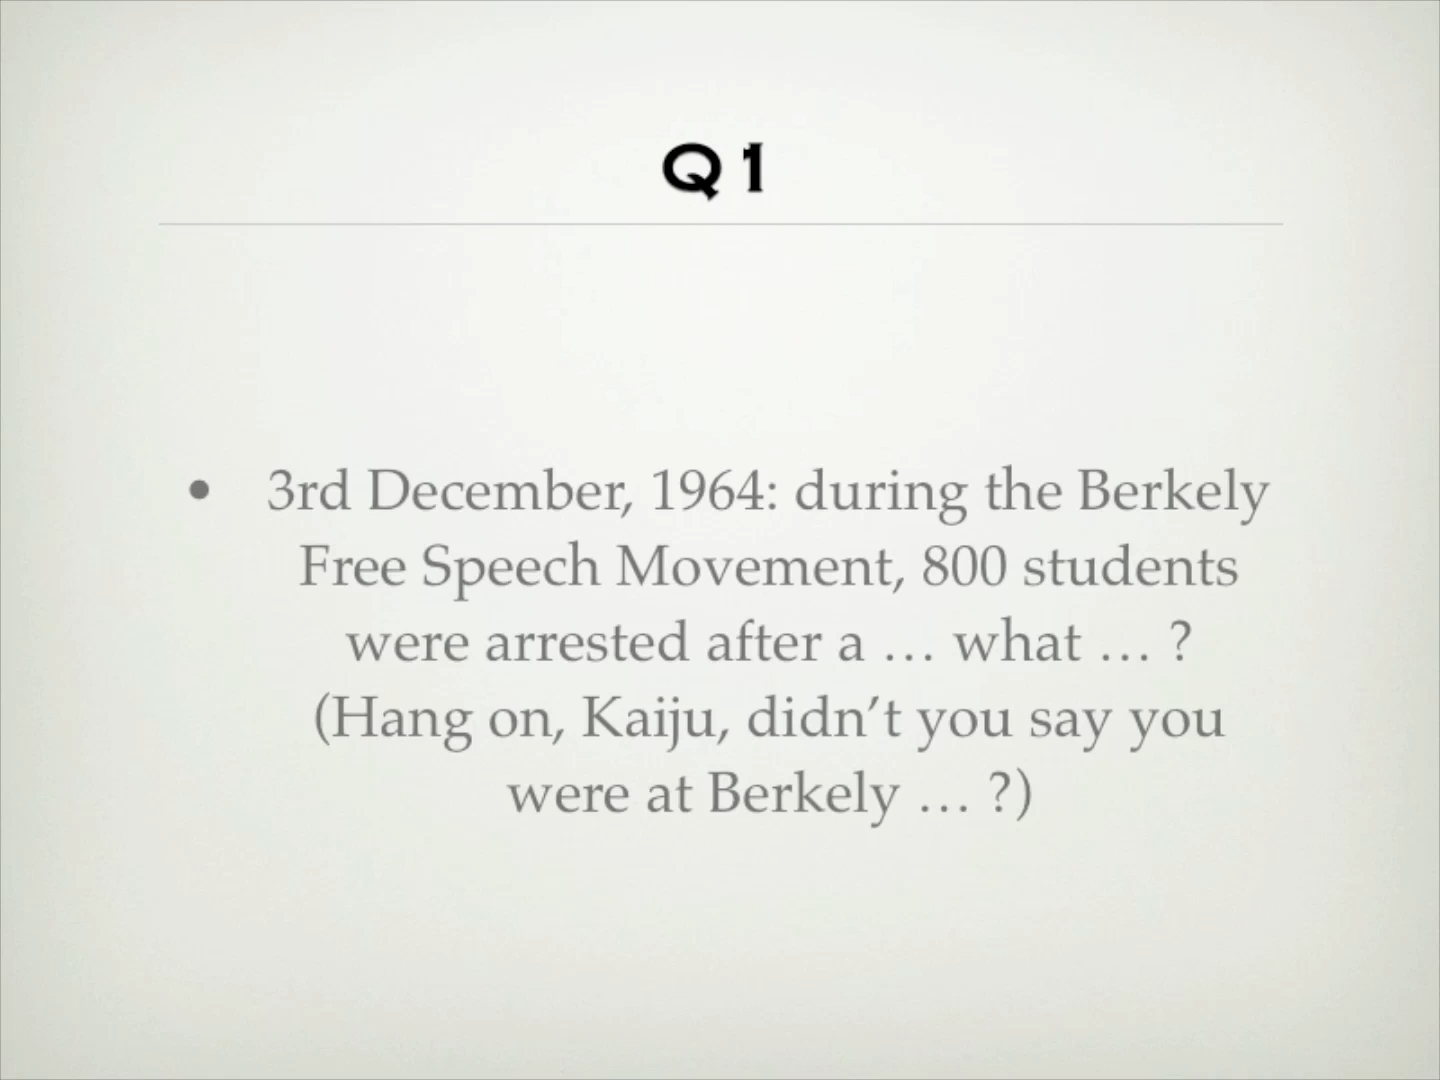 Q 1
• 3rd December, 1964: during the Berkely
Free Speech Movement, 800 students
were arrested after a … what … ?
(Hang on, Kaiju, didn’t you say you
were at Berkely … ?)